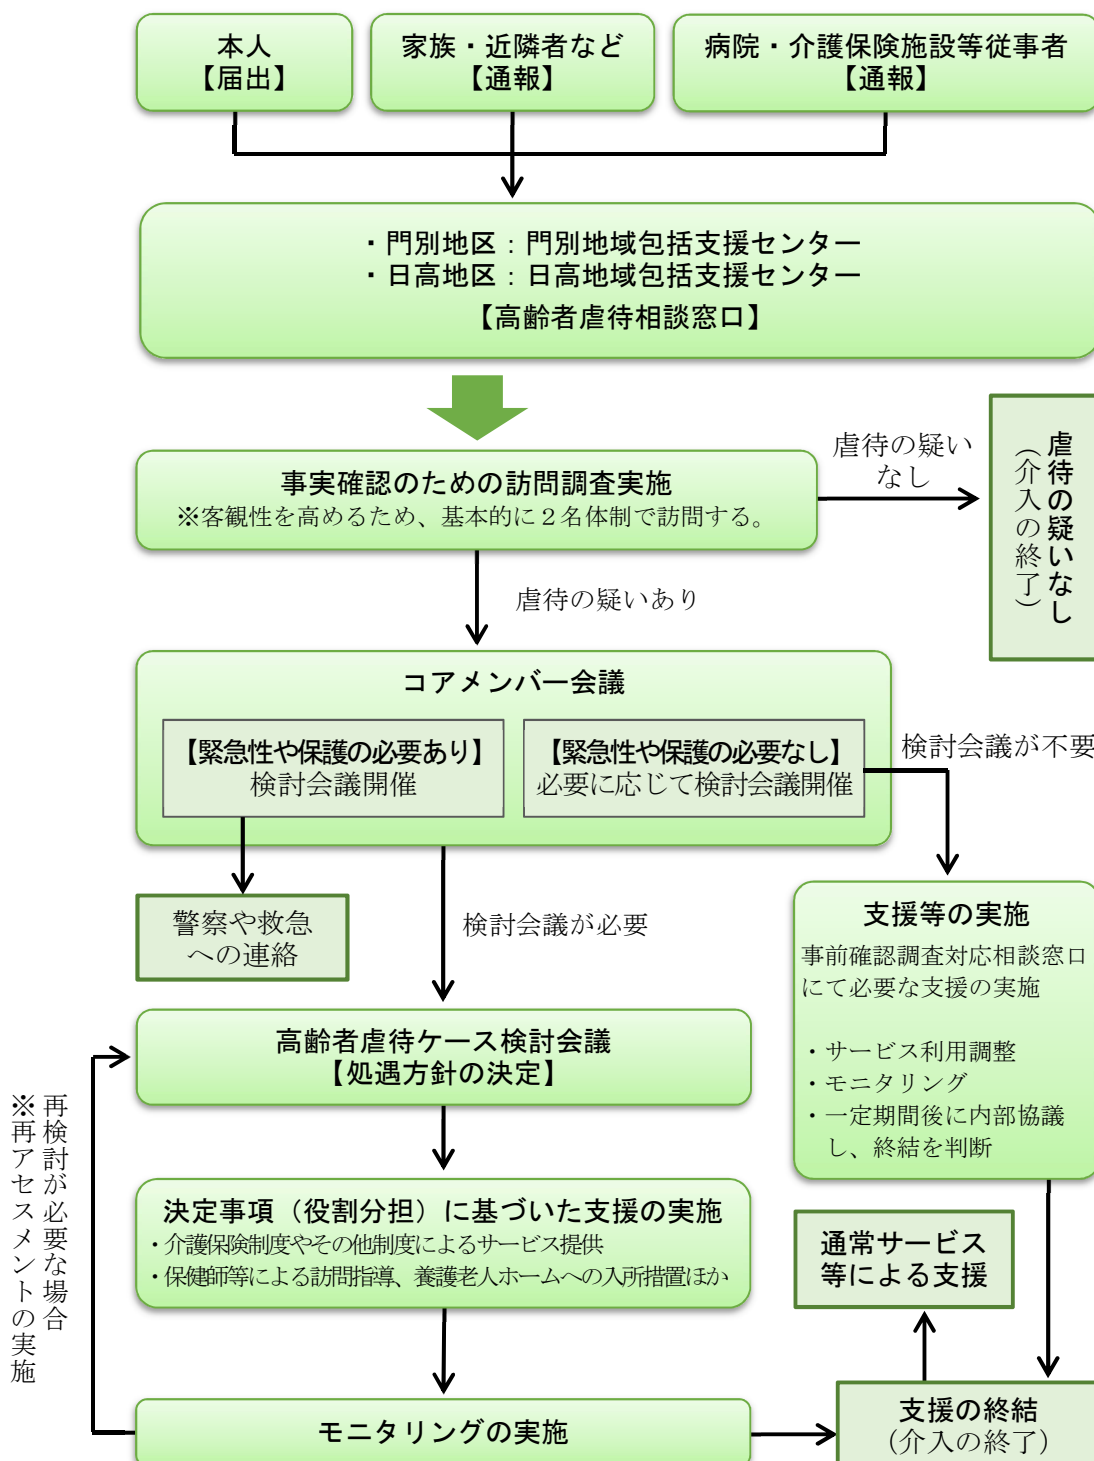 本人
【届出】
家族・近隣者など
【通報】
病院・介護保険施設等従事者
【通報】
・門別地区：門別地域包括支援センター
・日高地区：日高地域包括支援センター
【高齢者虐待相談窓口】
事実確認のための訪問調査実施
※客観性を高めるため、基本的に２名体制で訪問する。
虐待の疑い
なし
虐待の疑いなし
（介入の終了）
虐待の疑いあり
コアメンバー会議
【緊急性や保護の必要あり】
検討会議開催
【緊急性や保護の必要なし】
必要に応じて検討会議開催
検討会議が不要
警察や救急
への連絡
検討会議が必要
支援等の実施
事前確認調査対応相談窓口
にて必要な支援の実施
・サービス利用調整
・モニタリング
・一定期間後に内部協議
し、終結を判断
高齢者虐待ケース検討会議
【処遇方針の決定】
再検討が必要な場合
※再アセスメントの実施
決定事項（役割分担）に基づいた支援の実施
・介護保険制度やその他制度によるサービス提供
・保健師等による訪問指導、養護老人ホームへの入所措置ほか
通常サービス
等による支援
モニタリングの実施
支援の終結
（介入の終了）